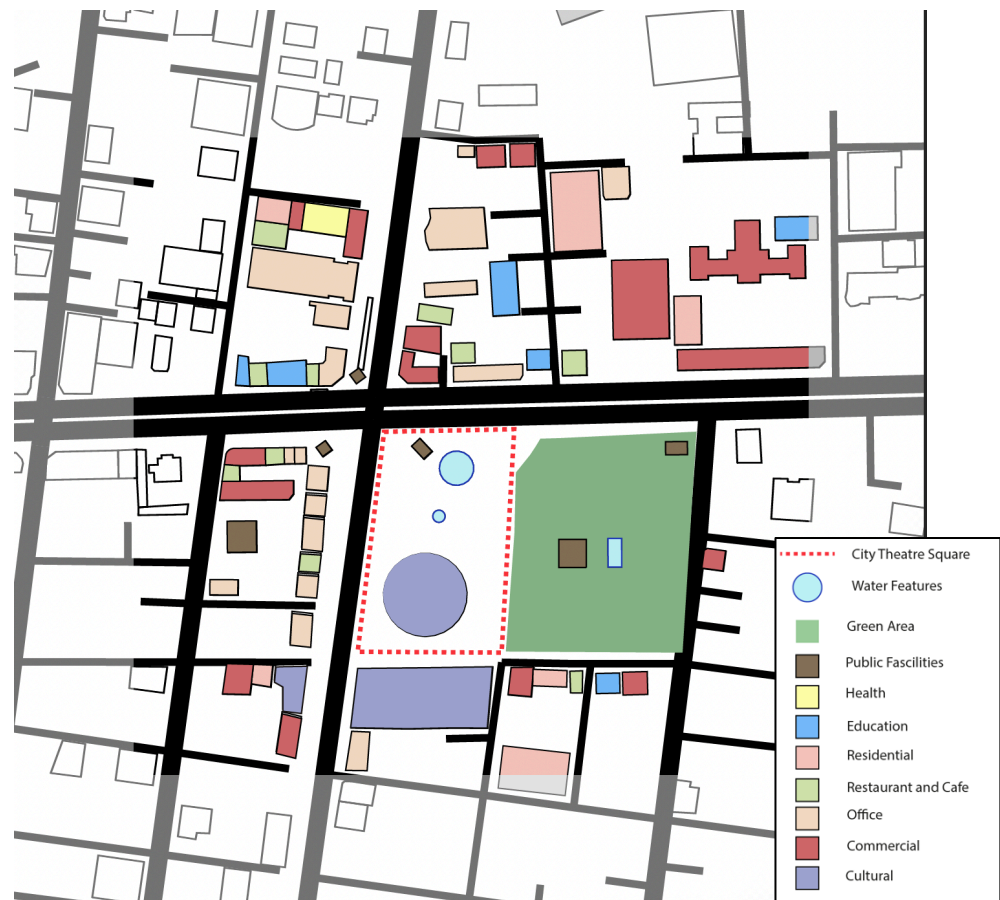 City Theatre Square
Water Features
Green Area
Public Fascilities
Health
Education
Residential
Restaurant and Cafe
Office
Commercial
Cultural